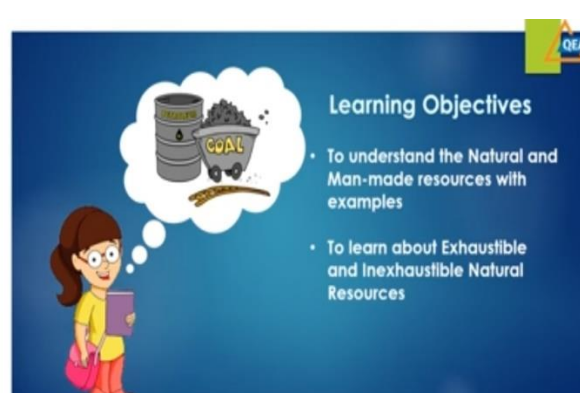 Learning Objectives
PETROLEUM
COAL
• To understand the Natural and
Man-made resources with
examples
• To learn about Exhaustible
and Inexhaustible Natural
Resources